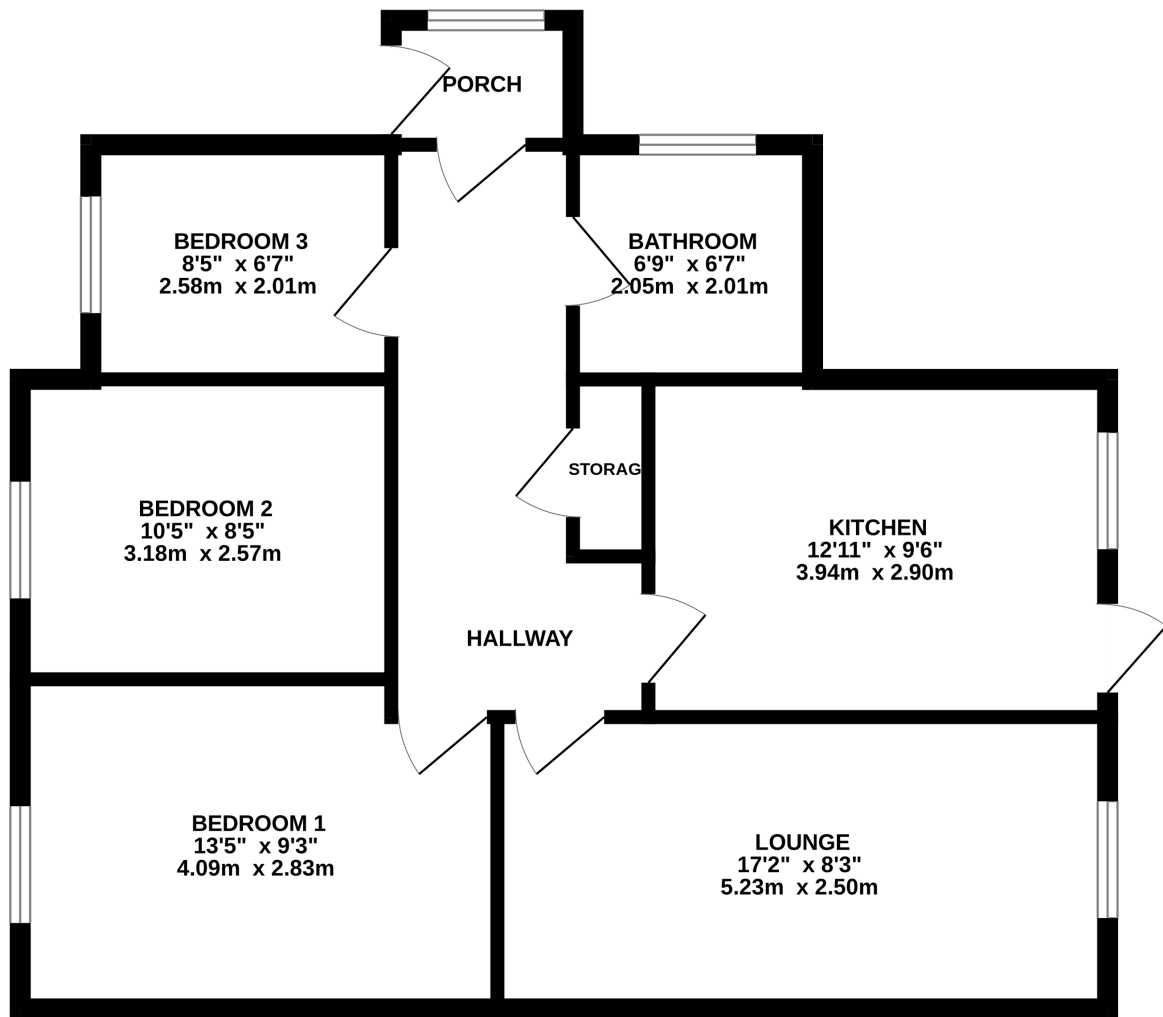 PORCH
BEDROOM 3
8'5" x 6'7"
2.58m x 2.01m
BATHROOM
6'9" x 6'7"
2.05m x 2.01m
STORAG
BEDROOM 2
10'5" x 8'5"
3.18m x 2.57m
KITCHEN
12'11" x 9'6"
3.94m x 2.90m
HALLWAY
BEDROOM 1
13'5" x 9'3"
4.09m x 2.83m
LOUNGE
17'2" x 8'3"
5.23m x 2.50m